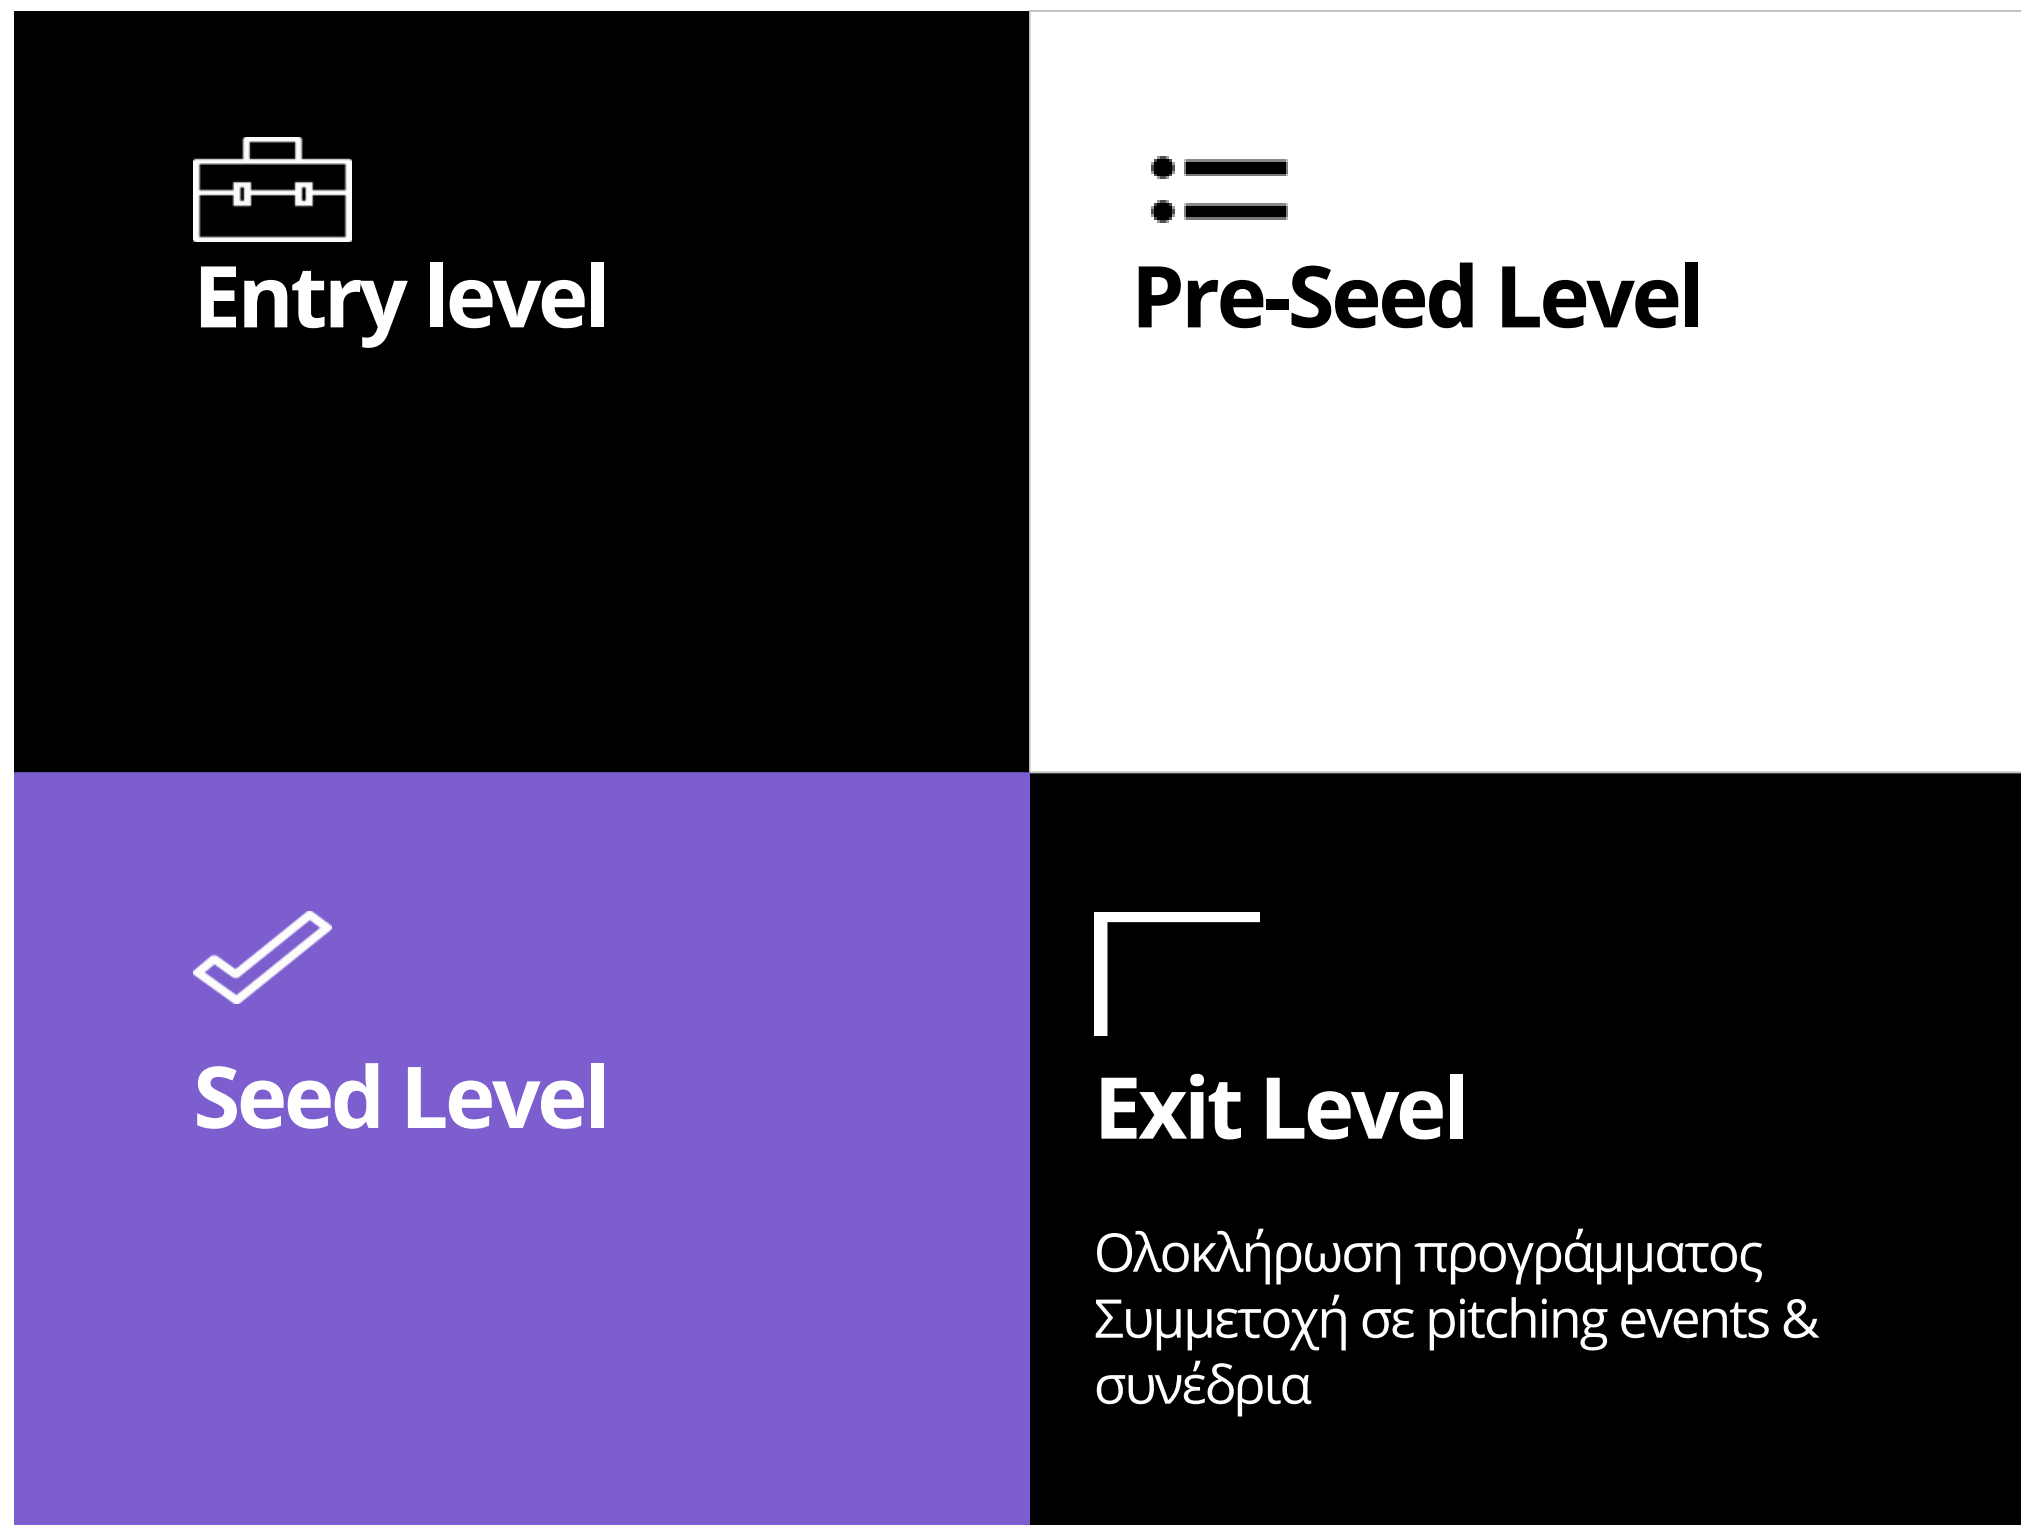 Entry level
Pre-Seed Level
Seed Level
Exit Level
Ολοκλήρωση προγράμματος
Συμμετοχή σε pitching events &
συνέδρια